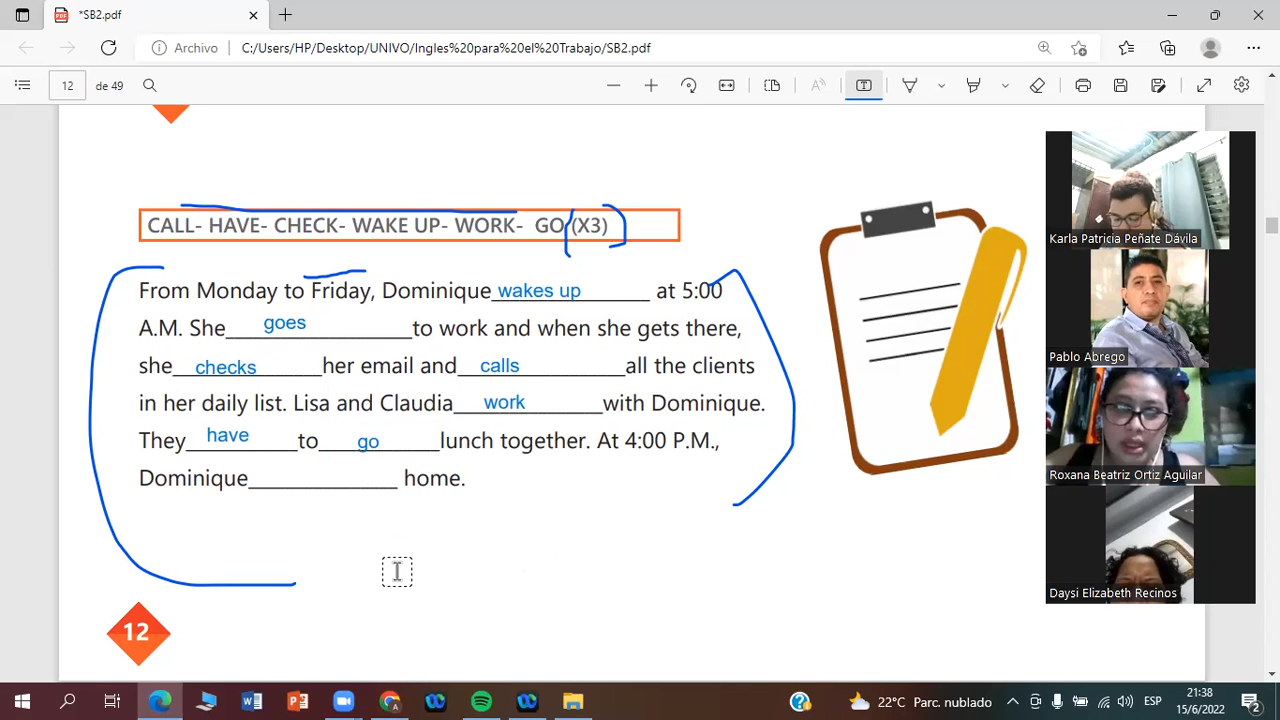 *SB2.pdf
Archivo C:/Users/HP/Desktop/UNIVO/Ingles%20para%20el%20Trabajo/SB2.pdf
12 de 49
CALL- HAVE- CHECK- WAKE UP- WORK- GO (X3)
From Monday to Friday, Dominique wakes up at 5:00
A.M. She goes to work and when she gets there,
she checks her email and calls all the clients
in her daily list. Lisa and Claudia work with Dominique.
They have to go lunch together. At 4:00 P.M.,
Dominique______________ home.
12
Karla Patricia Peñate Dávila
Pablo Abrego
Roxana Beatriz Ortiz Aguilar
Daysi Elizabeth Recinos
22°C Parc. nublado
ESP
21:38
15/6/2022
2